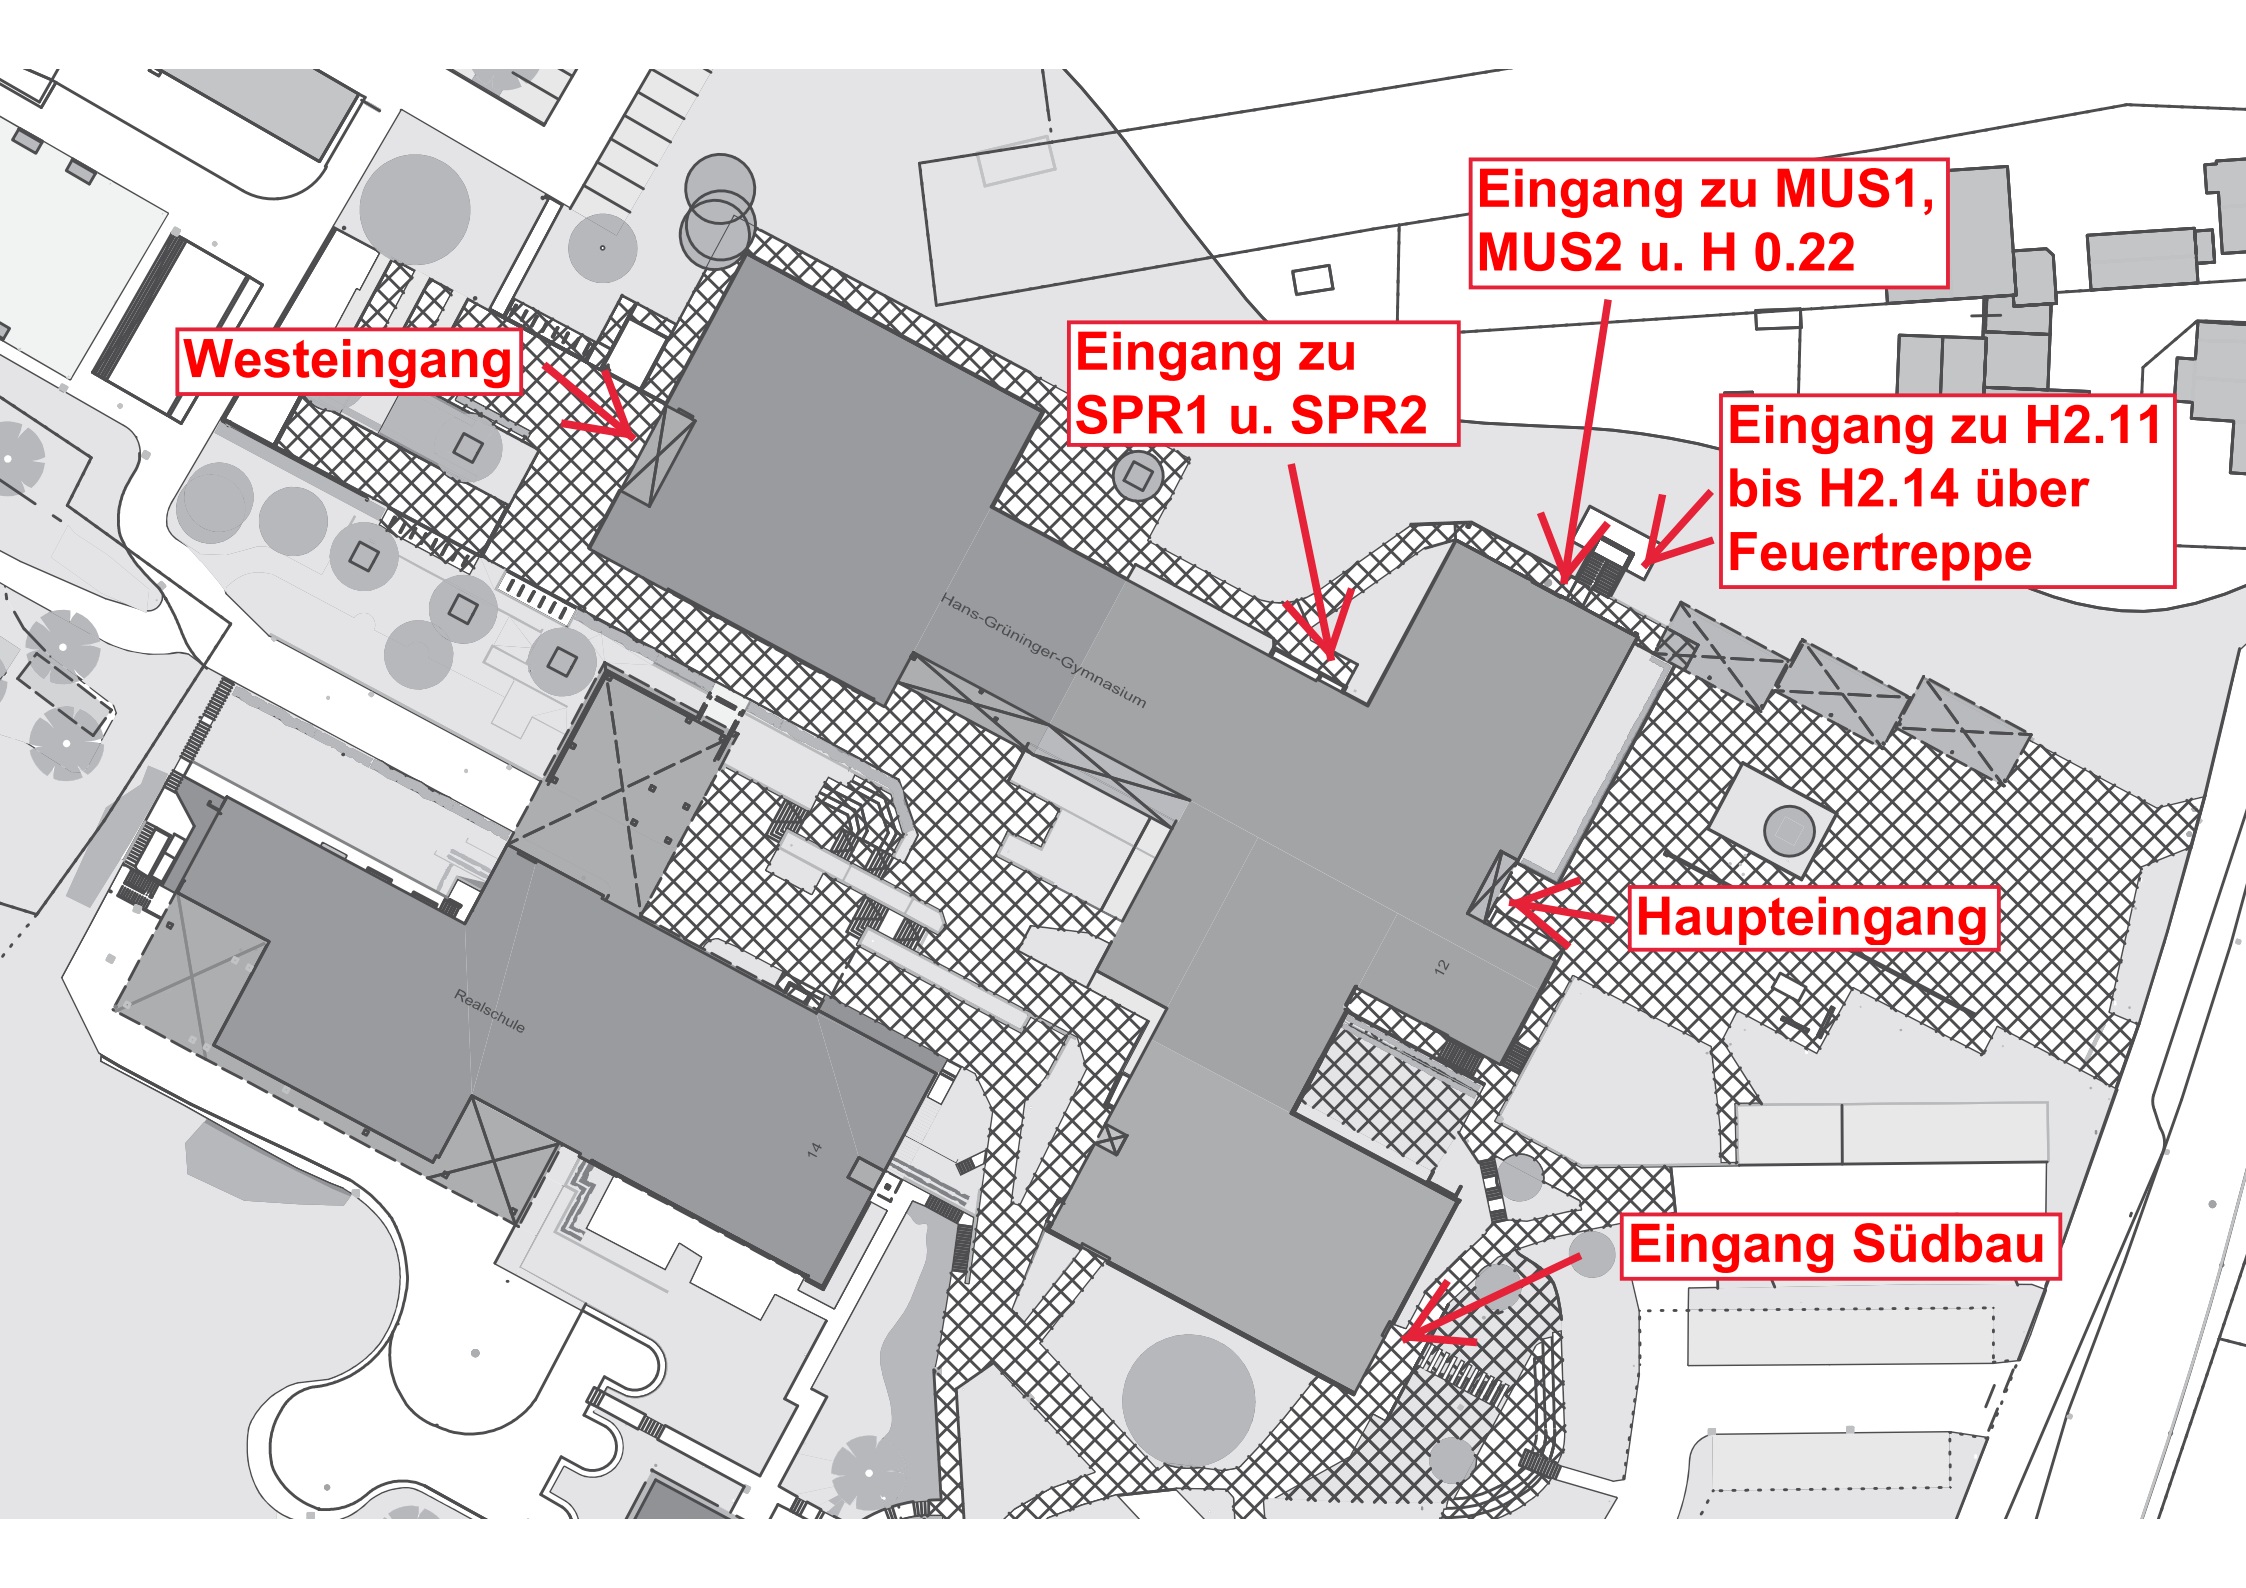 Eingang zu MUS1,
MUS2 u. H 0.22
Westeingang
Eingang zu
SPR1 u. SPR2
Eingang zu H2.11
bis H2.14 über
Feuertreppe
Hans-Grüninger-Gymnasium
Haupteingang
12
Realschule
14
Eingang Südbau